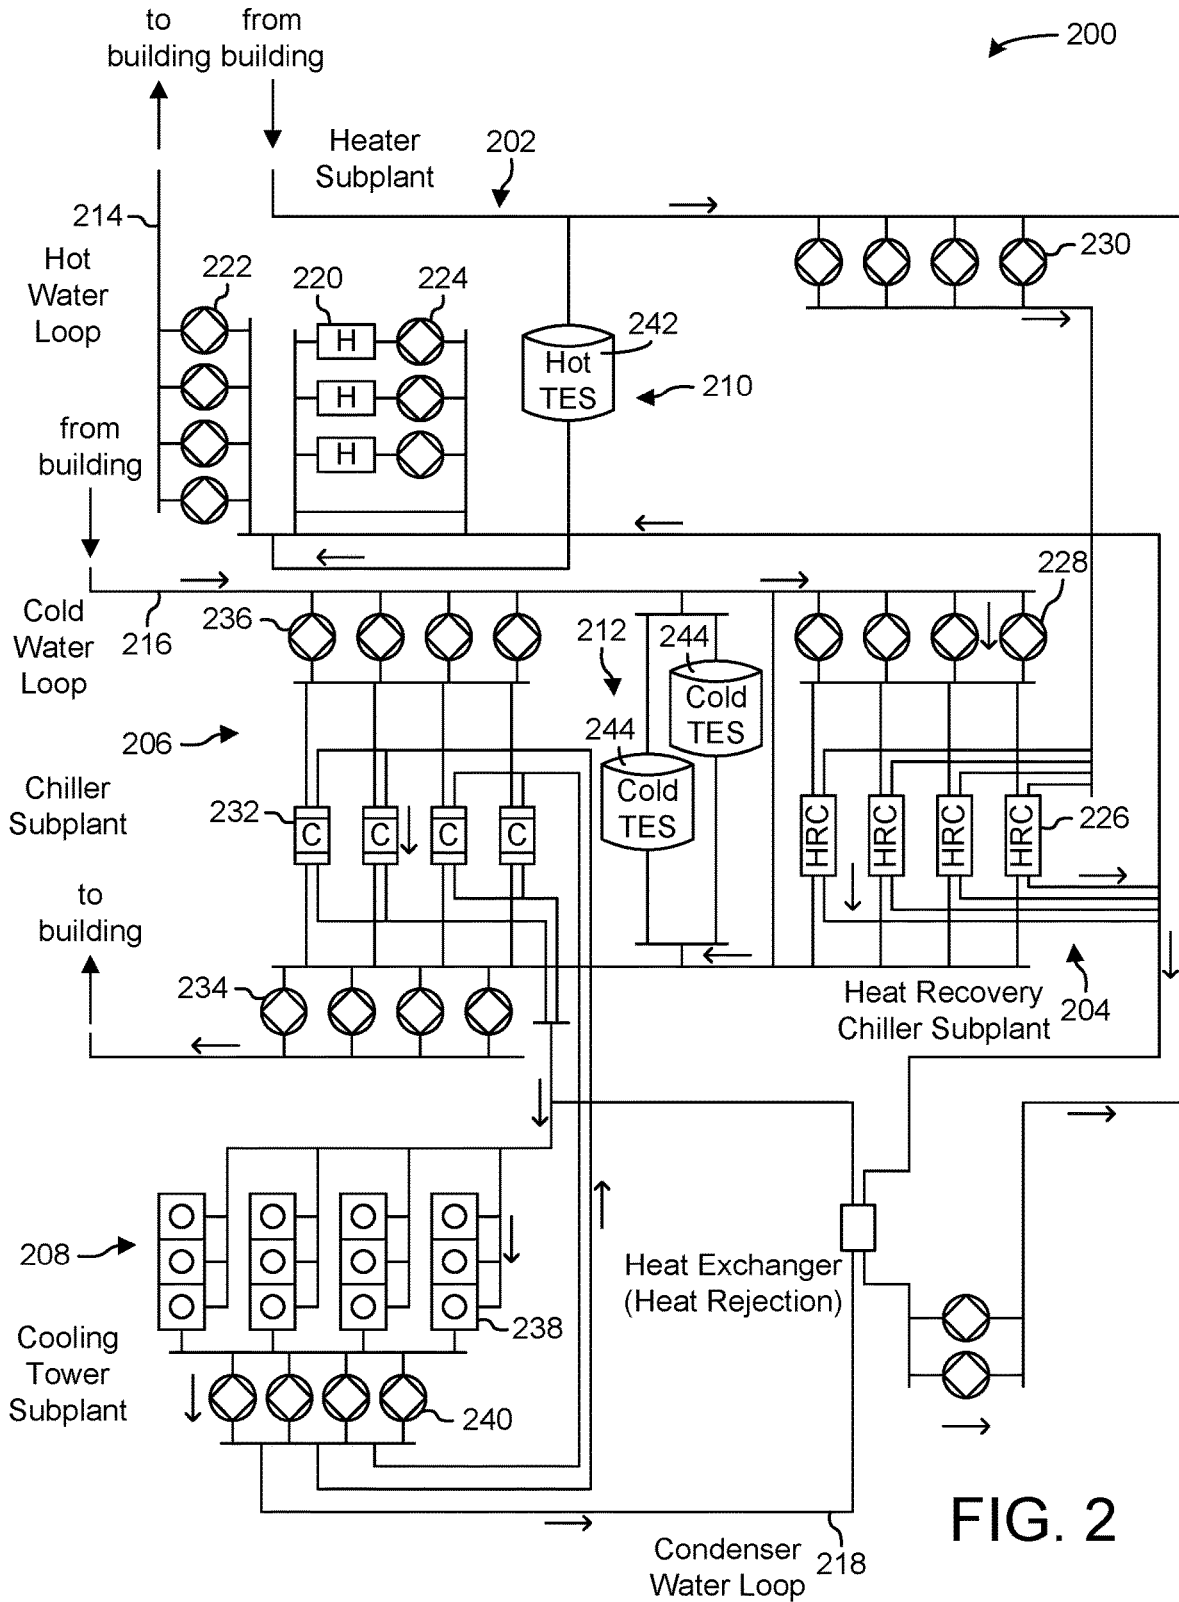 to
building
from
building
200
Heater
Subplant
202
214
Hot
Water
Loop
222
220
224
230
H
H
H
Hot
TES
242
210
from
building
228
Cold
Water
Loop
216
236
212
244
Cold
TES
244
Cold
TES
206
Chiller
Subplant
232
C
C
C
C
HRC
HRC
HRC
HRC
226
to
building
234
Heat Recovery
Chiller Subplant
204
208
Heat Exchanger
(Heat Rejection)
238
Cooling
Tower
Subplant
240
FIG. 2
Condenser
Water Loop
218